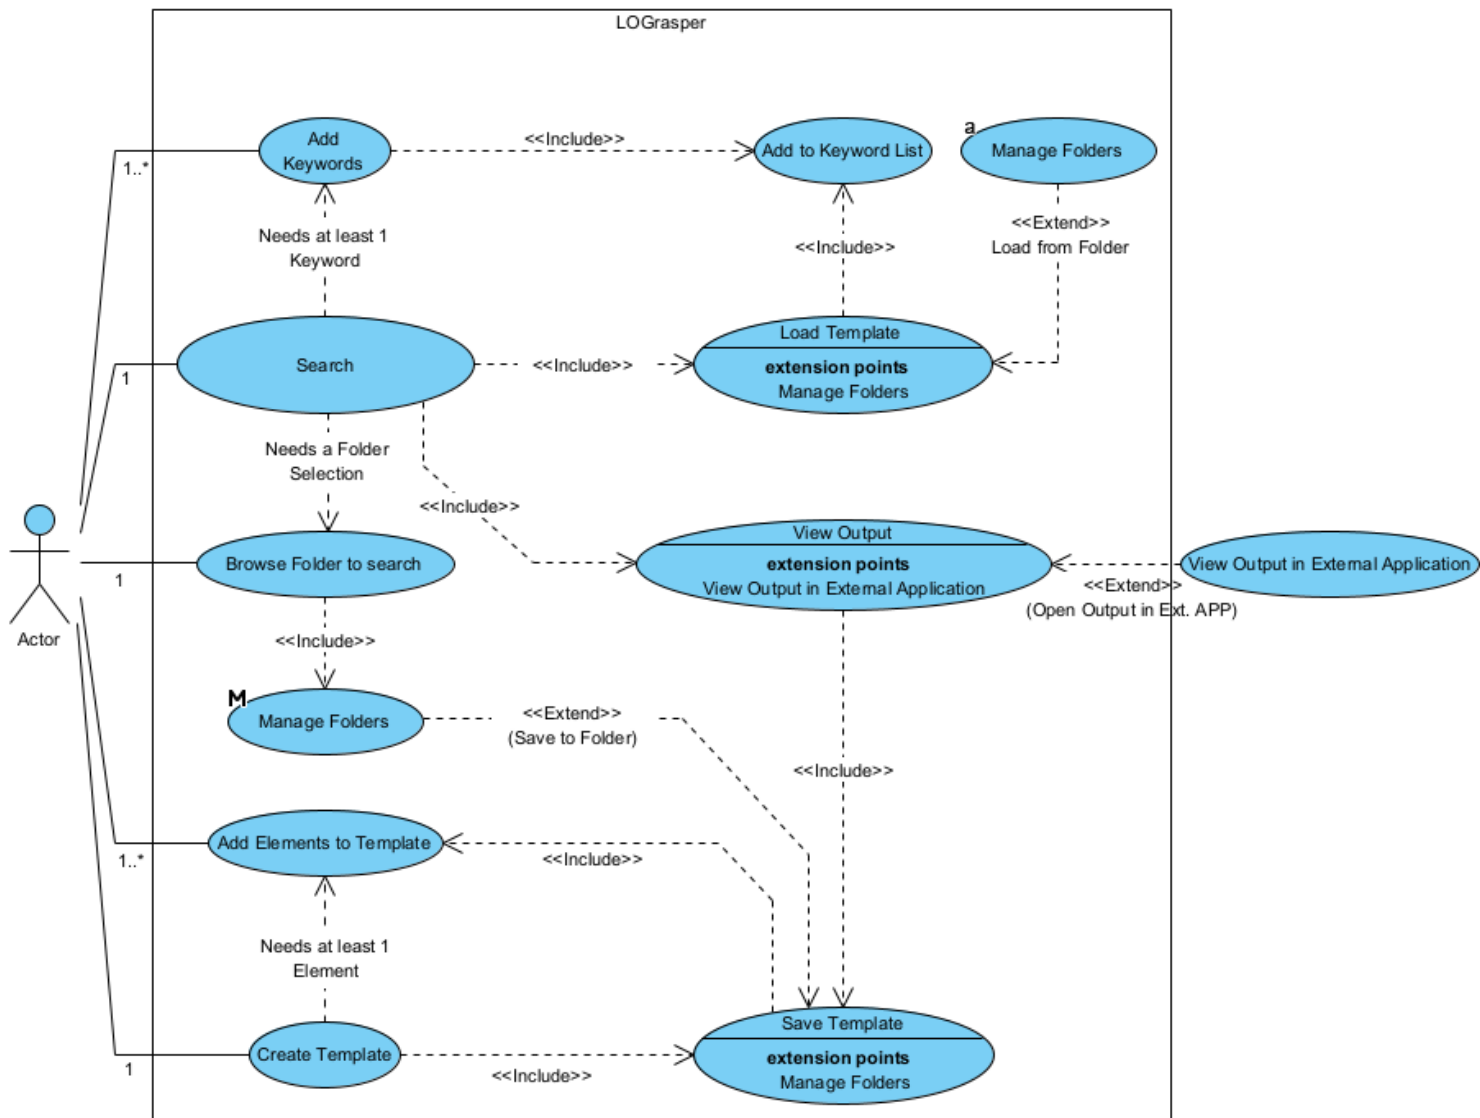 LOGrasper
Add
Keywords
<<Include>>
Add to Keyword List
a
Manage Folders
1..*
<<Extend>>
Load from Folder
Needs at least 1
Keyword
<<Include>>
Search
1
<<Include>>
Load Template
extension points
Manage Folders
Needs a Folder
Selection
<<Include>>
View Output
extension points
View Output in External Application
Browse Folder to search
1
View Output in External Application
<<Extend>>
(Open Output in Ext. APP)
Actor
<<Include>>
M
Manage Folders
<<Extend>>
(Save to Folder)
<<Include>>
Add Elements to Template
1..*
<<Include>>
Needs at least 1
Element
Create Template
1
<<Include>>
Save Template
extension points
Manage Folders